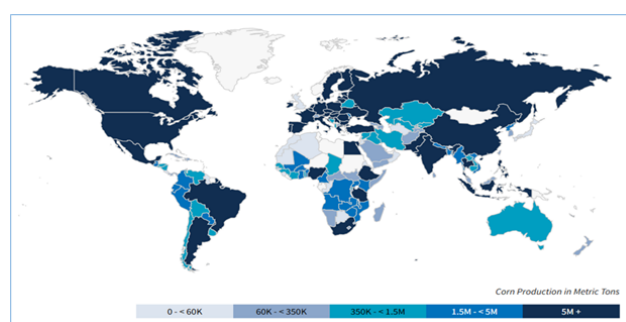 Corn Production in Metric Tons
0 - < 60K
60K - < 350K
350K - < 1.5M
1.5M - < 5M
5M +